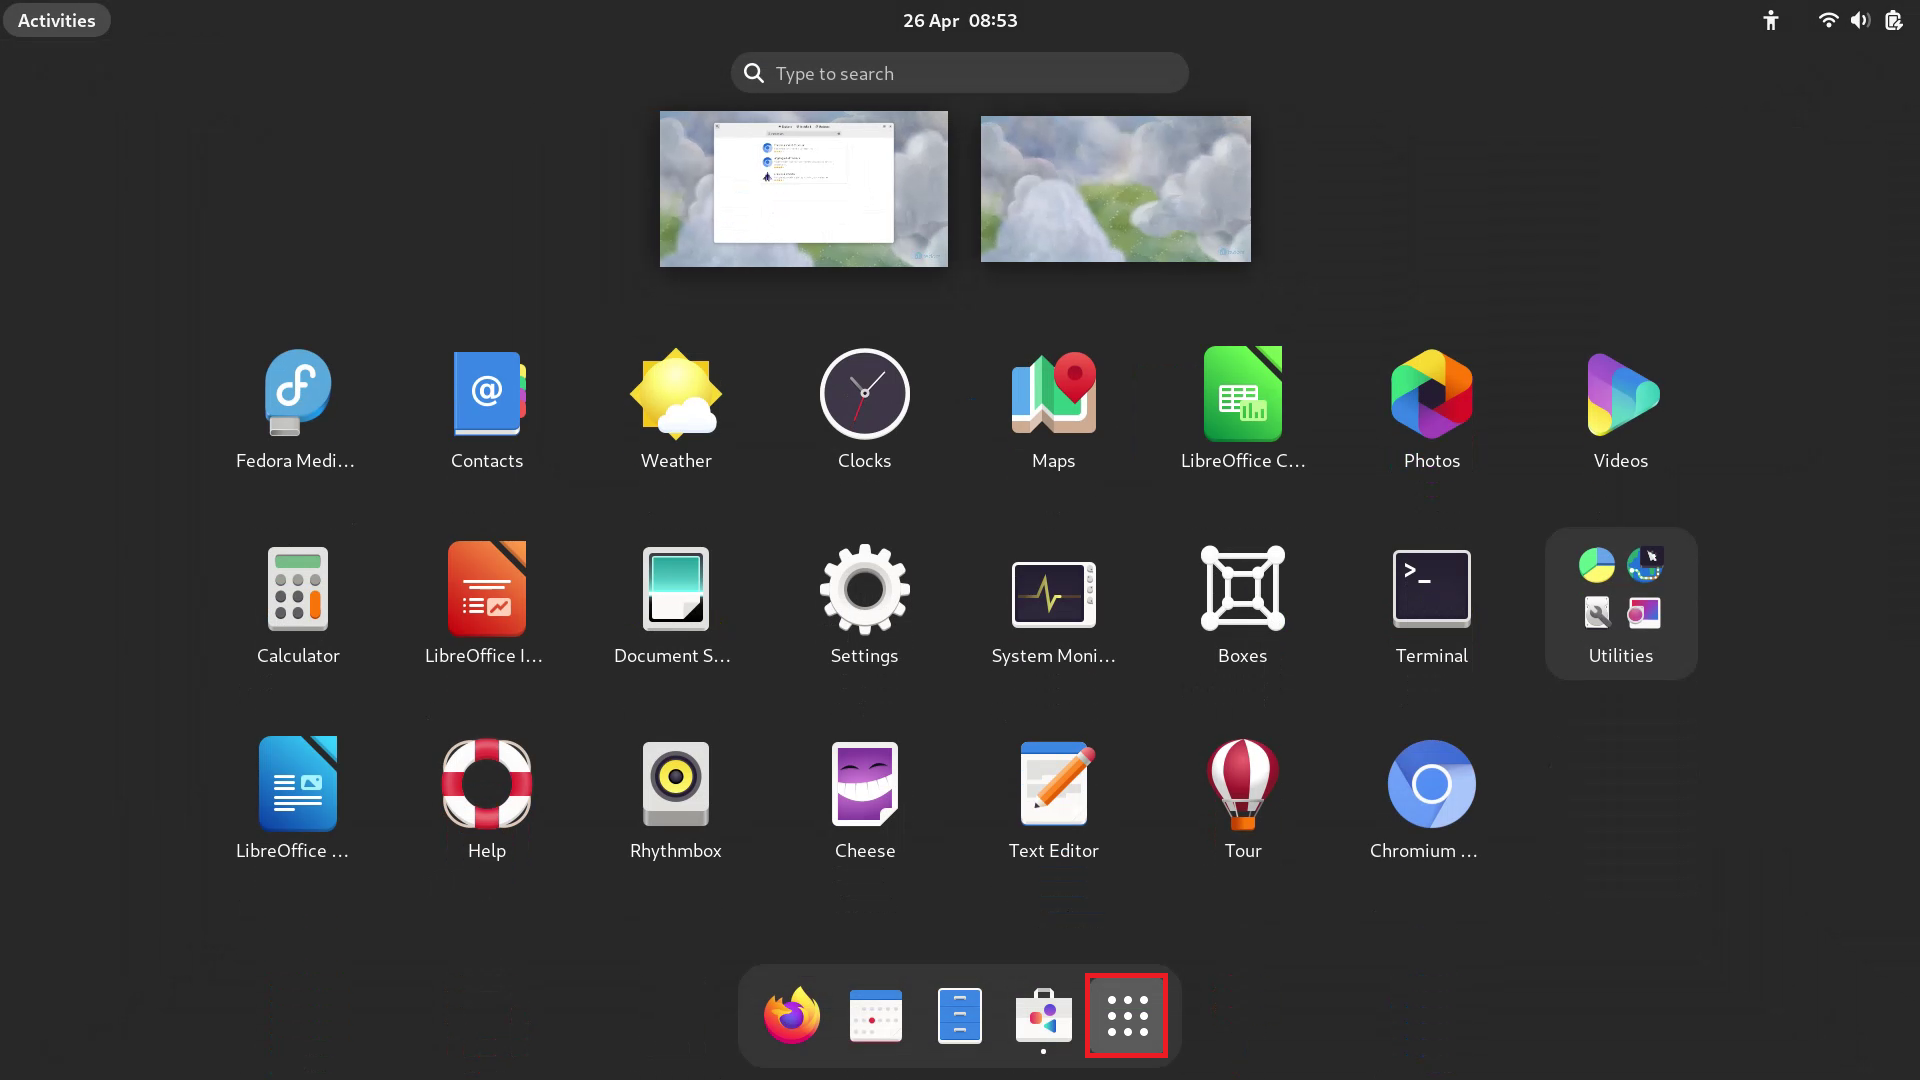 Activities
26 Apr 08:53
Type to search
Fedora Medi...
Contacts
Weather
Clocks
Maps
LibreOffice C...
Photos
Videos
Calculator
LibreOffice I...
Document S...
Settings
System Moni...
Boxes
Terminal
Utilities
LibreOffice ...
Help
Rhythmbox
Cheese
Text Editor
Tour
Chromium ...